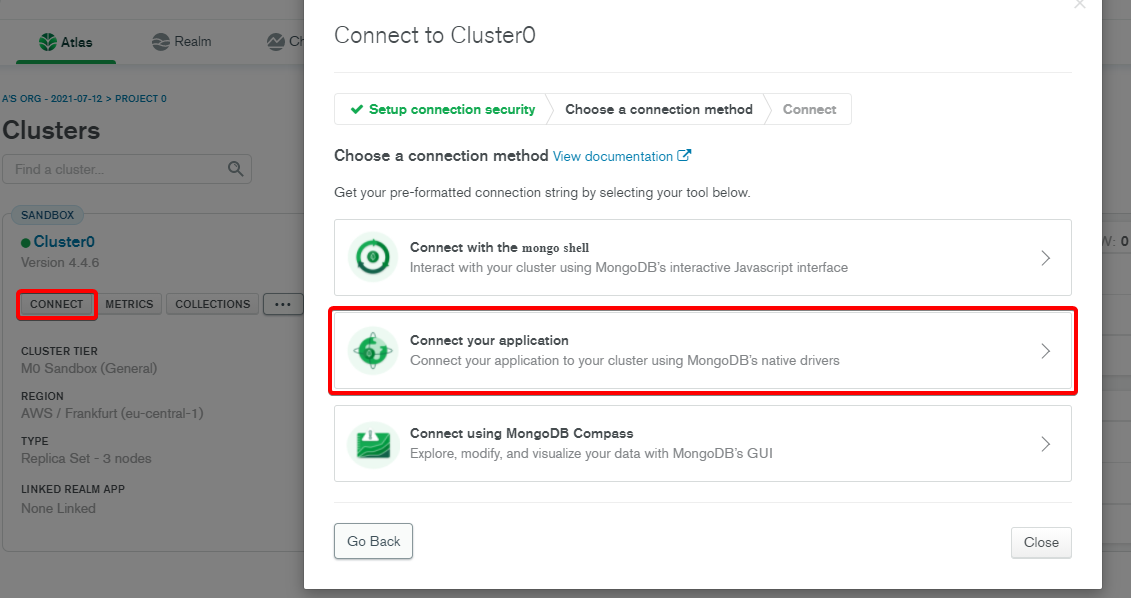 Atlas
Realm
Ch
A'S ORG - 2021-07-12 > PROJECT 0
Clusters
Find a cluster...
SANDBOX
Cluster0
Version 4.4.6
CONNECT
METRICS
COLLECTIONS
...
CLUSTER TIER
M0 Sandbox (General)
REGION
AWS / Frankfurt (eu-central-1)
TYPE
Replica Set - 3 nodes
LINKED REALM APP
None Linked
Connect to Cluster0
Setup connection security
Choose a connection method
Connect
Choose a connection method View documentation
Get your pre-formatted connection string by selecting your tool below.
Connect with the mongo shell
Interact with your cluster using MongoDB's interactive Javascript interface
Connect your application
Connect your application to your cluster using MongoDB's native drivers
Connect using MongoDB Compass
Explore, modify, and visualize your data with MongoDB's GUI
Go Back
Close
W: 0